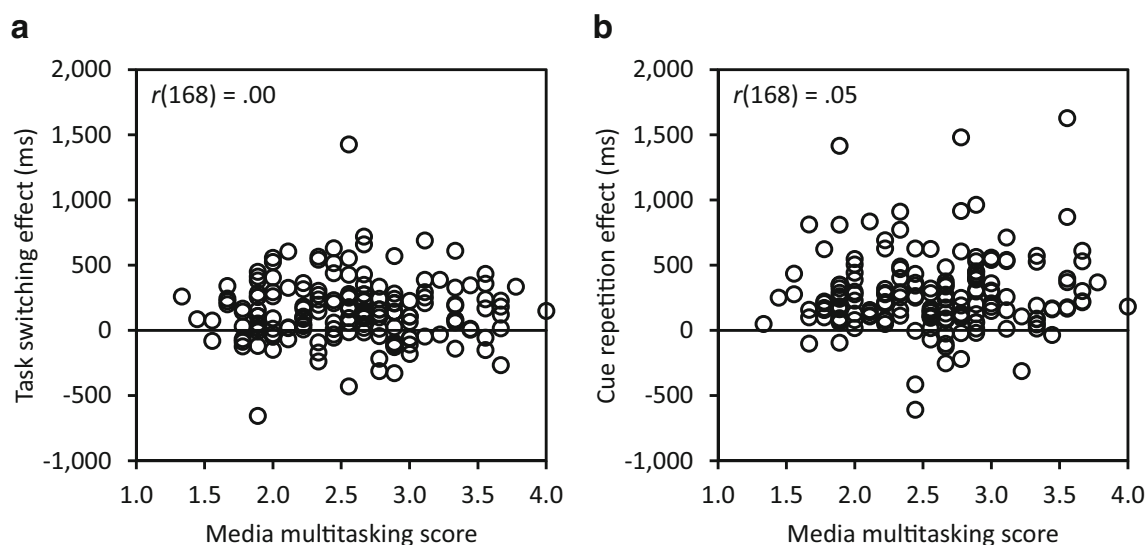 a
2,000
1,500
1,000
500
0
-500
-1,000
Task switching effect (ms)
r(168) = .00
1.0 1.5 2.0 2.5 3.0 3.5 4.0
Media multitasking score
b
2,000
1,500
1,000
500
0
-500
-1,000
Cue repetition effect (ms)
r(168) = .05
1.0 1.5 2.0 2.5 3.0 3.5 4.0
Media multitasking score